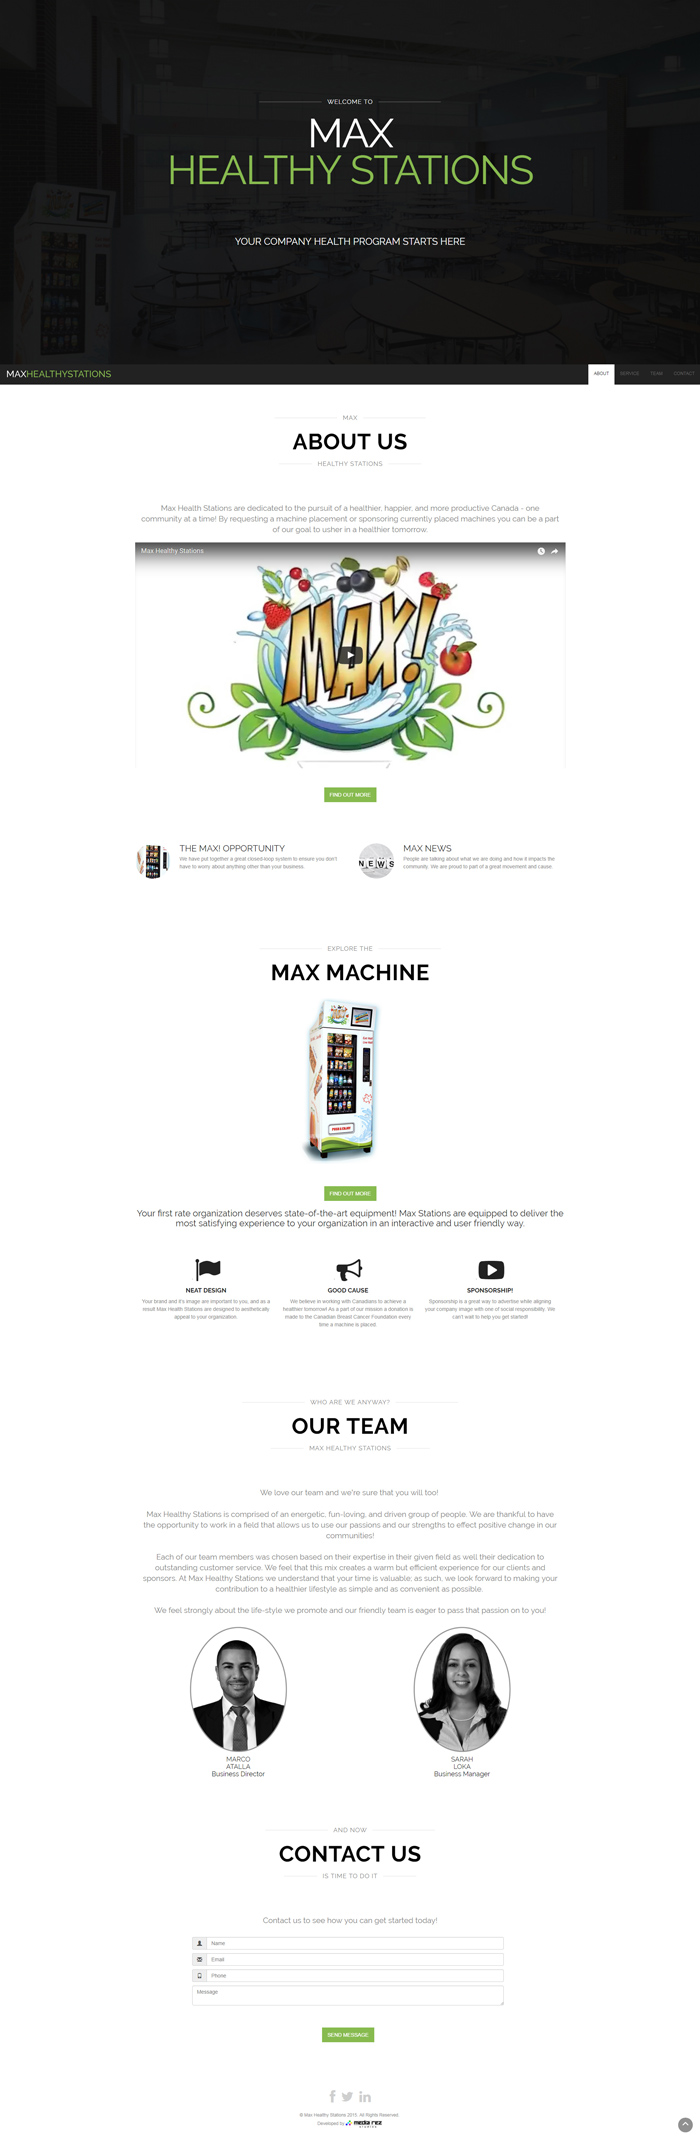 WELCOME TO
MAX
HEALTHY STATIONS
YOUR COMPANY HEALTH PROGRAM STARTS HERE
MAXHEALTHYSTATIONS
ABOUT
SERVICE
TEAM
CONTACT
MAX
ABOUT US
HEALTHY STATIONS
Max Health Stations are dedicated to the pursuit of a healthier, happier, and more productive Canada - one
community at a time! By requesting a machine placement or sponsoring currently placed machines you can be a part
of our goal to usher in a healthier tomorrow.
Max Healthy Stations
MAX!
FIND OUT MORE
THE MAX! OPPORTUNITY
We have put together a great closed-loop system to ensure you don't
have to worry about anything other than your business.
NEWS
MAX NEWS
People are talking about what we are doing and how it impacts the
community. We are proud to part of a great movement and cause.
EXPLORE THE
MAX MACHINE
FIND OUT MORE
Your first rate organization deserves state-of-the-art equipment! Max Stations are equipped to deliver the
most satisfying experience to your organization in an interactive and user friendly way.
NEAT DESIGN
Your brand and it's image are important to you, and as a
result Max Health Stations are designed to aesthetically
appeal to your organization.
GOOD CAUSE
We believe in working with Canadians to achieve a
healthier tomorrow! As a part of our mission a donation is
made to the Canadian Breast Cancer Foundation every
time a machine is placed.
SPONSORSHIP!
Sponsorship is a great way to advertise while aligning
your company image with one of social responsibility. We
can't wait to help you get started!
WHO ARE WE ANYWAY?
OUR TEAM
MAX HEALTHY STATIONS
We love our team and we're sure that you will too!
Max Healthy Stations is comprised of an energetic, fun-loving, and driven group of people. We are thankful to have
the opportunity to work in a field that allows us to use our passions and our strengths to effect positive change in our
communities!
Each of our team members was chosen based on their expertise in their given field as well their dedication to
outstanding customer service. We feel that this mix creates a warm but efficient experience for our clients and
sponsors. At Max Healthy Stations we understand that your time is valuable; as such, we look forward to making your
contribution to a healthier lifestyle as simple and as convenient as possible.
We feel strongly about the life-style we promote and our friendly team is eager to pass that passion on to you!
MARCO
ATALLA
Business Director
SARAH
LOKA
Business Manager
AND NOW
CONTACT US
IS TIME TO DO IT
Contact us to see how you can get started today!
Name
Email
Phone
Message
SEND MESSAGE
© Max Healthy Stations 2015. All Rights Reserved.
Developed by media rez